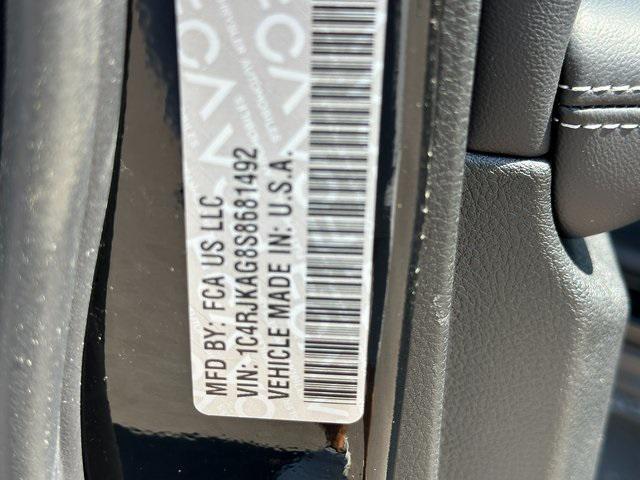 MFD BY: FCA US LLC
VIN: 1C4RJKAG8S8681492
VEHICLE MADE IN: U.S.A.